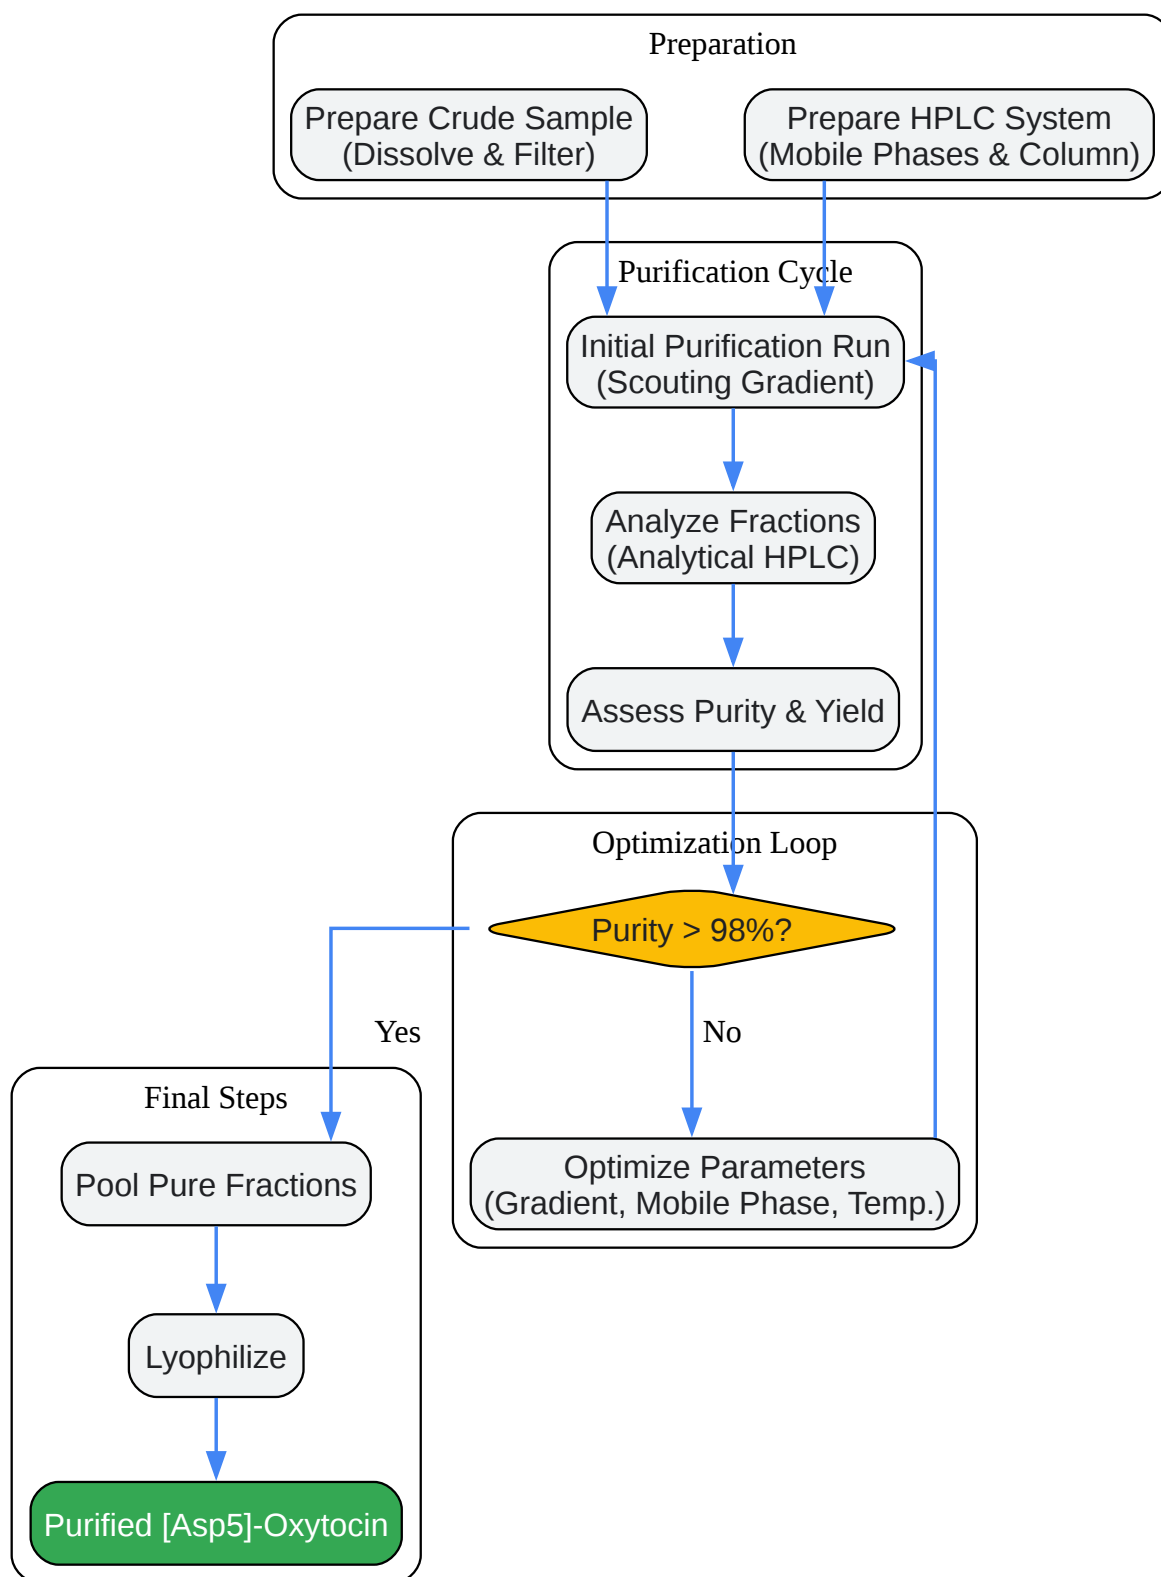 Preparation
Prepare Crude Sample
(Dissolve & Filter)
Prepare HPLC System
(Mobile Phases & Column)
Purification Cycle
Initial Purification Run
(Scouting Gradient)
Analyze Fractions
(Analytical HPLC)
Assess Purity & Yield
Optimization Loop
Purity > 98%?
Yes
No
Optimize Parameters
(Gradient, Mobile Phase, Temp.)
Final Steps
Pool Pure Fractions
Lyophilize
Purified [Asp5]-Oxytocin